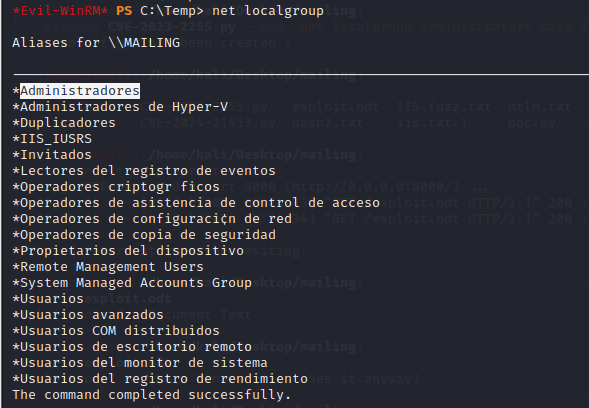 *Evil-WinRM* PS C:\Temp> net localgroup
Aliases for \\MAILING
*Administradores
*Administradores de Hyper-V
*Duplicadores
*IIS_IUSRS
*Invitados
*Lectores del registro de eventos
*Operadores criptogr ficos
*Operadores de asistencia de control de acceso
*Operadores de configuraci¢n de red
*Operadores de copia de seguridad
*Propietarios del dispositivo
*Remote Management Users
*System Managed Accounts Group
*Usuarios
*Usuarios avanzados
*Usuarios COM distribuidos
*Usuarios de escritorio remoto
*Usuarios del monitor de sistema
*Usuarios del registro de rendimiento
The command completed successfully.